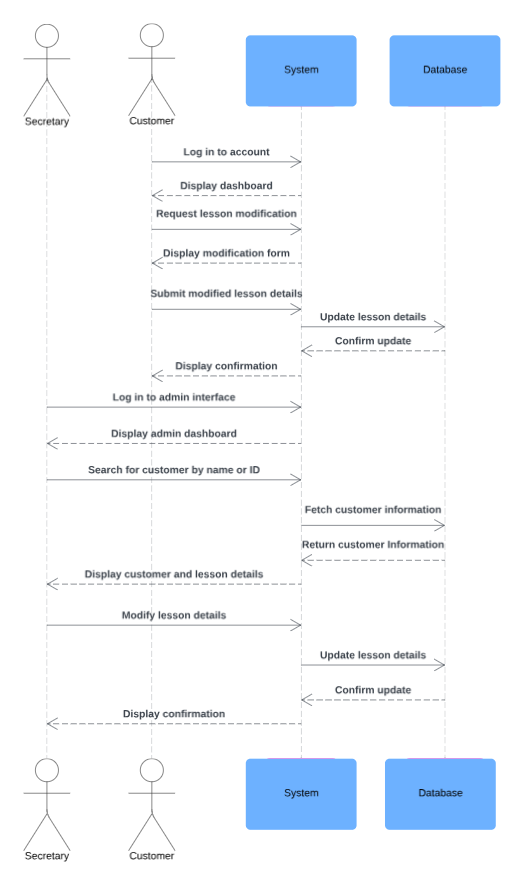 System
Database
Secretary
Customer
Log in to account
Display dashboard
Request lesson modification
Display modification form
Submit modified lesson details
Update lesson details
Confirm update
Display confirmation
Log in to admin interface
Display admin dashboard
Search for customer by name or ID
Fetch customer information
Return customer Information
Display customer and lesson details
Modify lesson details
Update lesson details
Confirm update
Display confirmation
System
Database
Secretary
Customer